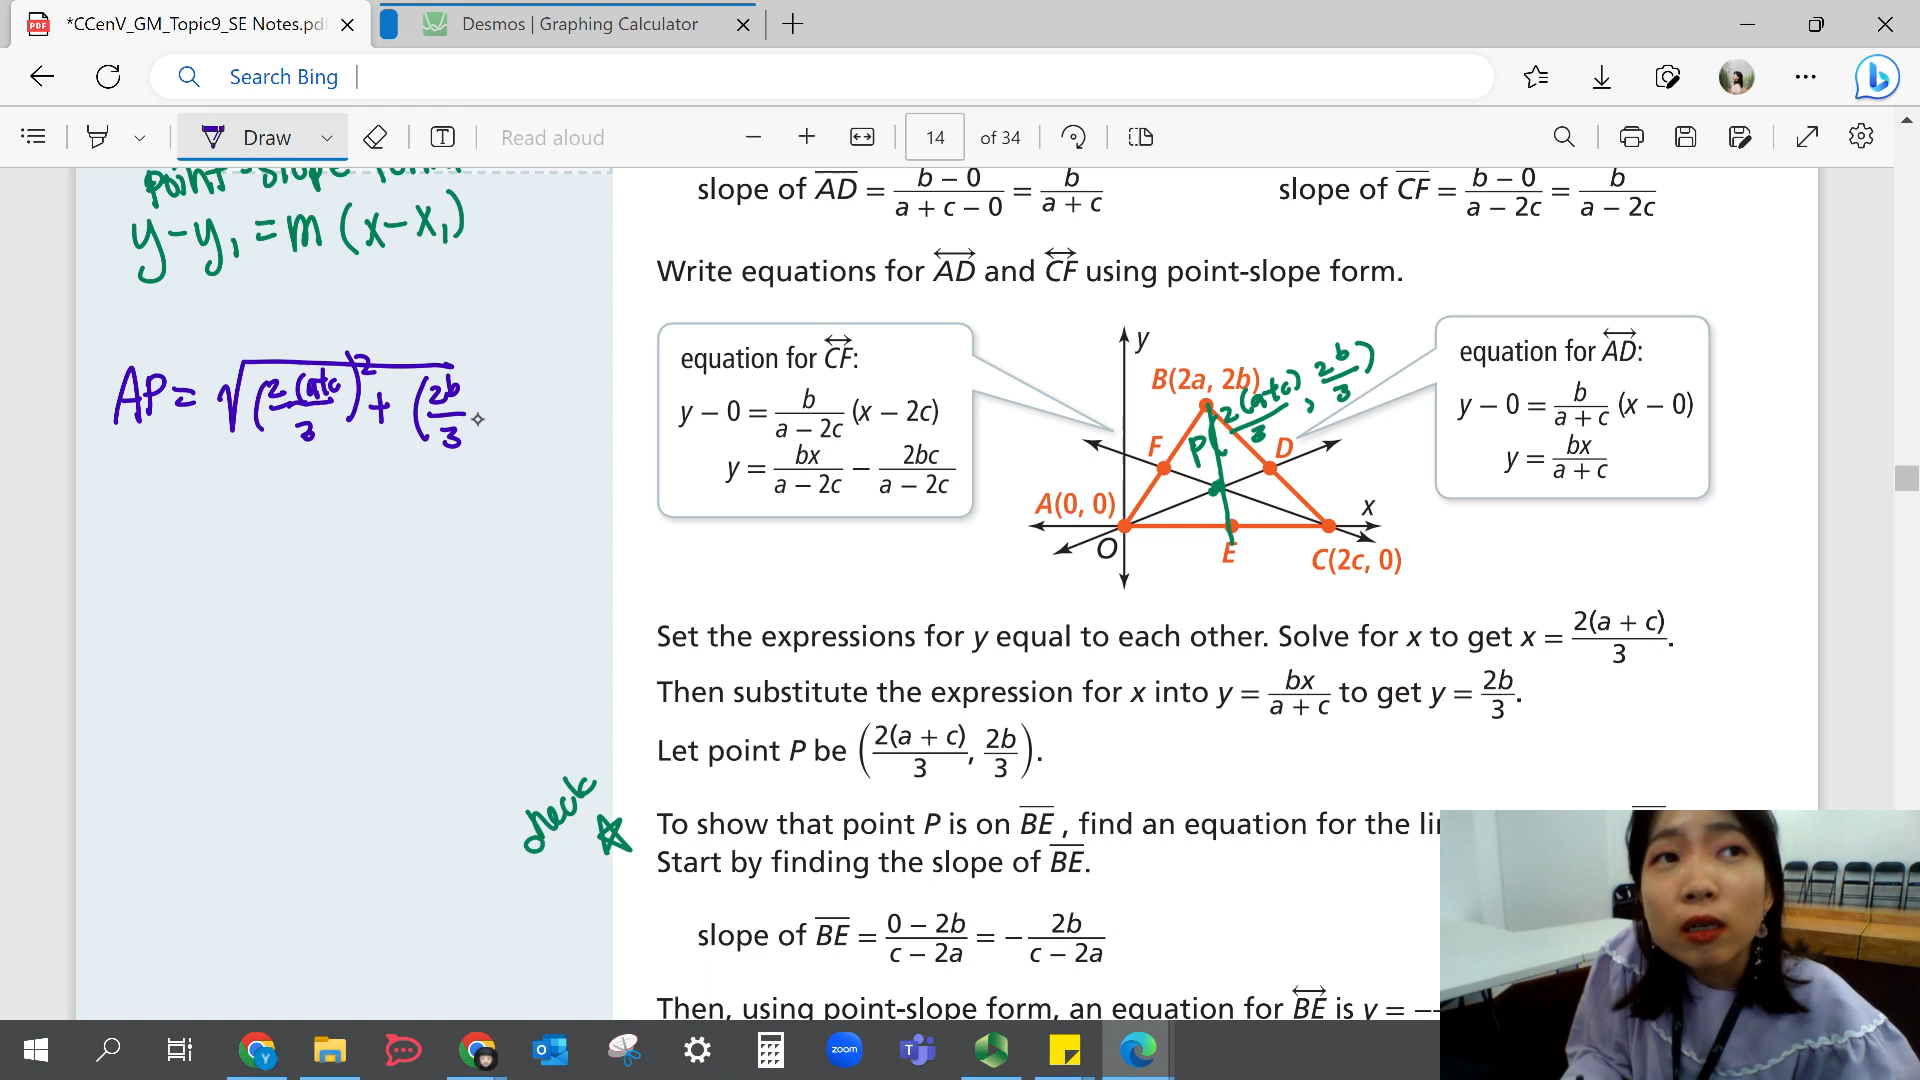 *CCenV_GM_Topic9_SE Notes.pdf
Desmos | Graphing Calculator
Search Bing
Draw
Read aloud
14 of 34
point-slope form
y-y₁ = m (x-x₁)
AP = √(2(a+c)/3)² + (2b/3
check
slope of AD = b − 0 / a + c − 0 = b / a + c
slope of CF = b − 0 / a − 2c = b / a − 2c
Write equations for AD and CF using point-slope form.
equation for CF:
y − 0 = b / a − 2c (x − 2c)
y = bx / a − 2c − 2bc / a − 2c
y
B(2a, 2b)
P (2(a+c)/3, 2b/3)
F
D
A(0, 0)
x
O
E
C(2c, 0)
equation for AD:
y − 0 = b / a + c (x − 0)
y = bx / a + c
Set the expressions for y equal to each other. Solve for x to get x = 2(a + c) / 3.
Then substitute the expression for x into y = bx / a + c to get y = 2b / 3.
Let point P be (2(a + c) / 3, 2b / 3).
To show that point P is on BE, find an equation for the
Start by finding the slope of BE.
slope of BE = 0 − 2b / c − 2a = − 2b / c − 2a
Then, using point-slope form, an equation for BE is y = −
zoom